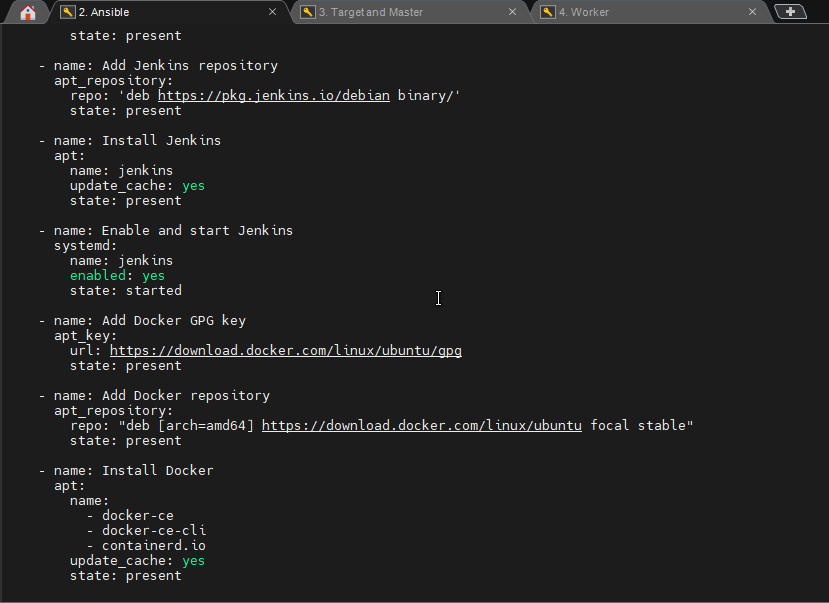 2. Ansible
3. Target and Master
4. Worker
state: present
- name: Add Jenkins repository
apt_repository:
repo: 'deb https://pkg.jenkins.io/debian binary/'
state: present
- name: Install Jenkins
apt:
name: jenkins
update_cache: yes
state: present
- name: Enable and start Jenkins
systemd:
name: jenkins
enabled: yes
state: started
- name: Add Docker GPG key
apt_key:
url: https://download.docker.com/linux/ubuntu/gpg
state: present
- name: Add Docker repository
apt_repository:
repo: "deb [arch=amd64] https://download.docker.com/linux/ubuntu focal stable"
state: present
- name: Install Docker
apt:
name:
- docker-ce
- docker-ce-cli
- containerd.io
update_cache: yes
state: present